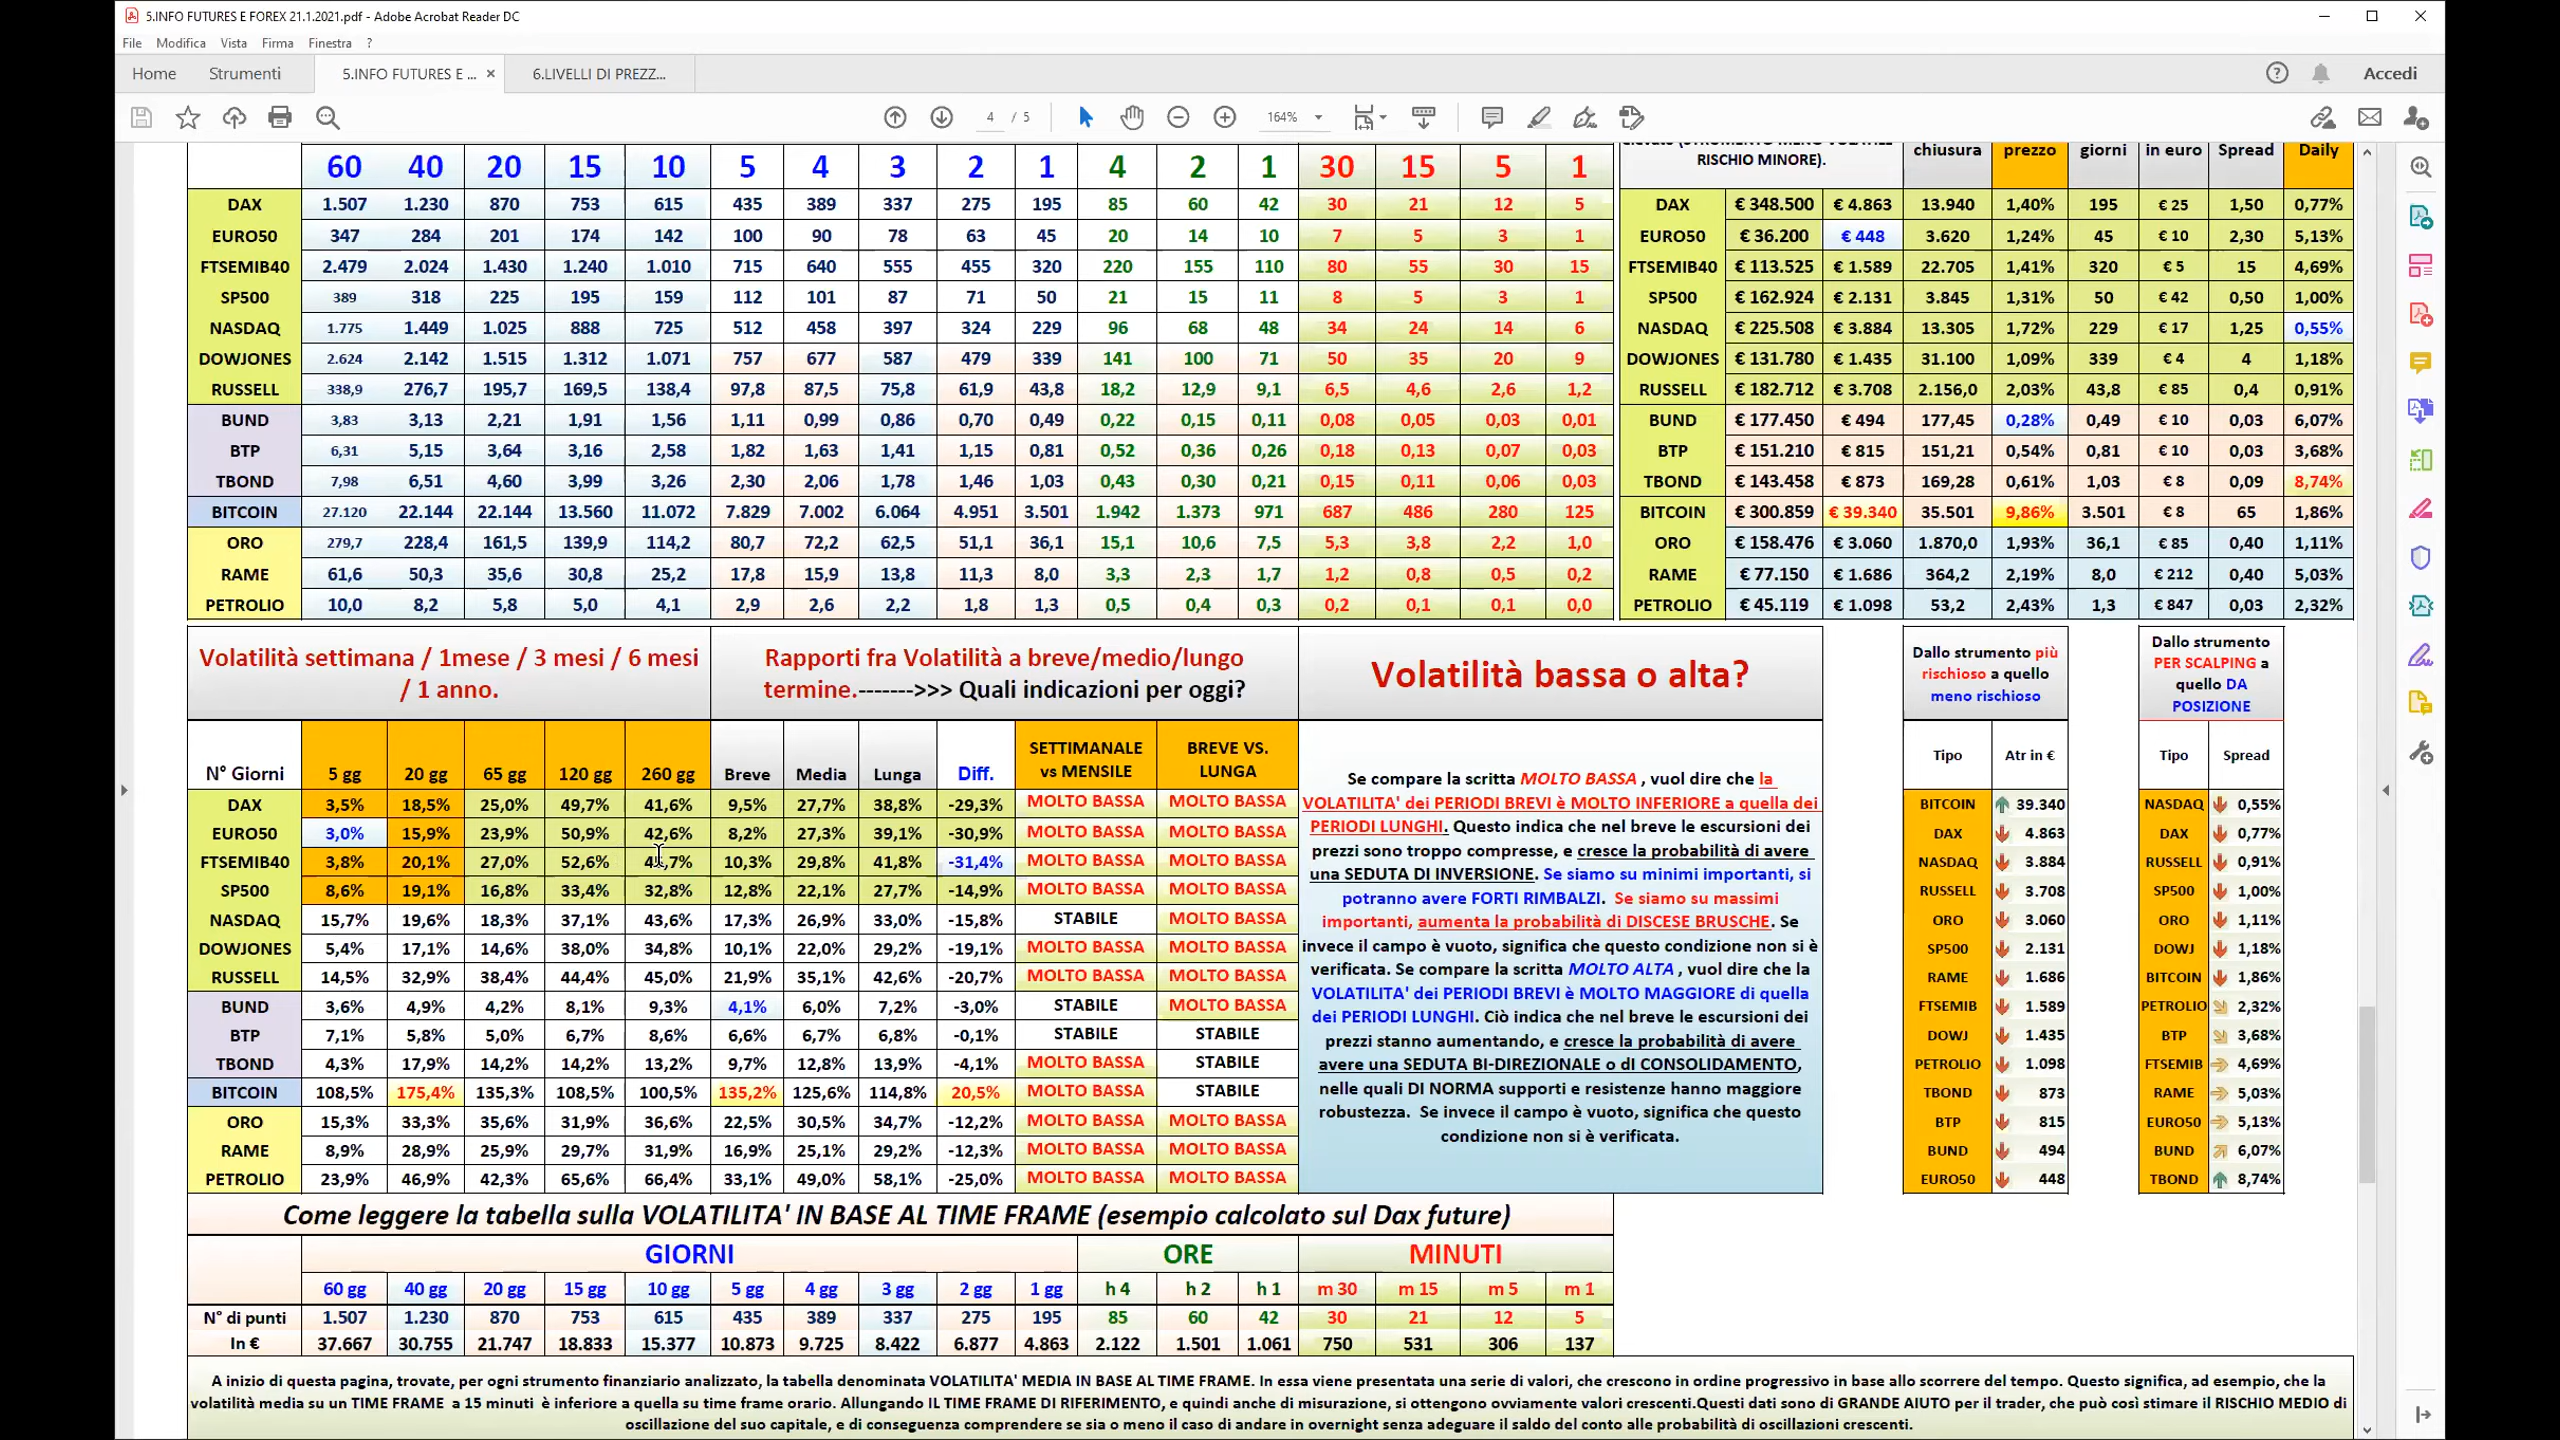 5.INFO FUTURES E FOREX 21.1.2021.pdf - Adobe Acrobat Reader DC
File Modifica Vista Firma Finestra ?
Home Strumenti 5.INFO FUTURES E ... × 6.LIVELLI DI PREZZ... Accedi
4 / 5 164%
60 40 20 15 10 5 4 3 2 1 4 2 1 30 15 5 1
RISCHIO MINORE). chiusura prezzo giorni in euro Spread Daily
DAX 1.507 1.230 870 753 615 435 389 337 275 195 85 60 42 30 21 12 5 DAX € 348.500 € 4.863 13.940 1,40% 195 € 25 1,50 0,77%
EURO50 347 284 201 174 142 100 90 78 63 45 20 14 10 7 5 3 1 EURO50 € 36.200 € 448 3.620 1,24% 45 € 10 2,30 5,13%
FTSEMIB40 2.479 2.024 1.430 1.240 1.010 715 640 555 455 320 220 155 110 80 55 30 15 FTSEMIB40 € 113.525 € 1.589 22.705 1,41% 320 € 5 15 4,69%
SP500 389 318 225 195 159 112 101 87 71 50 21 15 11 8 5 3 1 SP500 € 162.924 € 2.131 3.845 1,31% 50 € 42 0,50 1,00%
NASDAQ 1.775 1.449 1.025 888 725 512 458 397 324 229 96 68 48 34 24 14 6 NASDAQ € 225.508 € 3.884 13.305 1,72% 229 € 17 1,25 0,55%
DOWJONES 2.624 2.142 1.515 1.312 1.071 757 677 587 479 339 141 100 71 50 35 20 9 DOWJONES € 131.780 € 1.435 31.100 1,09% 339 € 4 4 1,18%
RUSSELL 338,9 276,7 195,7 169,5 138,4 97,8 87,5 75,8 61,9 43,8 18,2 12,9 9,1 6,5 4,6 2,6 1,2 RUSSELL € 182.712 € 3.708 2.156,0 2,03% 43,8 € 85 0,4 0,91%
BUND 3,83 3,13 2,21 1,91 1,56 1,11 0,99 0,86 0,70 0,49 0,22 0,15 0,11 0,08 0,05 0,03 0,01 BUND € 177.450 € 494 177,45 0,28% 0,49 € 10 0,03 6,07%
BTP 6,31 5,15 3,64 3,16 2,58 1,82 1,63 1,41 1,15 0,81 0,52 0,36 0,26 0,18 0,13 0,07 0,03 BTP € 151.210 € 815 151,21 0,54% 0,81 € 10 0,03 3,68%
TBOND 7,98 6,51 4,60 3,99 3,26 2,30 2,06 1,78 1,46 1,03 0,43 0,30 0,21 0,15 0,11 0,06 0,03 TBOND € 143.458 € 873 169,28 0,61% 1,03 € 8 0,09 8,74%
BITCOIN 27.120 22.144 22.144 13.560 11.072 7.829 7.002 6.064 4.951 3.501 1.942 1.373 971 687 486 280 125 BITCOIN € 300.859 € 39.340 35.501 9,86% 3.501 € 8 65 1,86%
ORO 279,7 228,4 161,5 139,9 114,2 80,7 72,2 62,5 51,1 36,1 15,1 10,6 7,5 5,3 3,8 2,2 1,0 ORO € 158.476 € 3.060 1.870,0 1,93% 36,1 € 85 0,40 1,11%
RAME 61,6 50,3 35,6 30,8 25,2 17,8 15,9 13,8 11,3 8,0 3,3 2,3 1,7 1,2 0,8 0,5 0,2 RAME € 77.150 € 1.686 364,2 2,19% 8,0 € 212 0,40 5,03%
PETROLIO 10,0 8,2 5,8 5,0 4,1 2,9 2,6 2,2 1,8 1,3 0,5 0,4 0,3 0,2 0,1 0,1 0,0 PETROLIO € 45.119 € 1.098 53,2 2,43% 1,3 € 847 0,03 2,32%
Volatilità settimana / 1mese / 3 mesi / 6 mesi
/ 1 anno.
Rapporti fra Volatilità a breve/medio/lungo
termine.------->>> Quali indicazioni per oggi?
Volatilità bassa o alta?
Dallo strumento più
rischioso a quello
meno rischioso
Dallo strumento
PER SCALPING a
quello DA
POSIZIONE
N° Giorni 5 gg 20 gg 65 gg 120 gg 260 gg Breve Media Lunga Diff. SETTIMANALE vs MENSILE BREVE VS. LUNGA
DAX 3,5% 18,5% 25,0% 49,7% 41,6% 9,5% 27,7% 38,8% -29,3% MOLTO BASSA MOLTO BASSA
EURO50 3,0% 15,9% 23,9% 50,9% 42,6% 8,2% 27,3% 39,1% -30,9% MOLTO BASSA MOLTO BASSA
FTSEMIB40 3,8% 20,1% 27,0% 52,6% 10,3% 29,8% 41,8% -31,4% MOLTO BASSA MOLTO BASSA
SP500 8,6% 19,1% 16,8% 33,4% 32,8% 12,8% 22,1% 27,7% -14,9% MOLTO BASSA MOLTO BASSA
NASDAQ 15,7% 19,6% 18,3% 37,1% 43,6% 17,3% 26,9% 33,0% -15,8% STABILE MOLTO BASSA
DOWJONES 5,4% 17,1% 14,6% 38,0% 34,8% 10,1% 22,0% 29,2% -19,1% MOLTO BASSA MOLTO BASSA
RUSSELL 14,5% 32,9% 38,4% 44,4% 45,0% 21,9% 35,1% 42,6% -20,7% MOLTO BASSA MOLTO BASSA
BUND 3,6% 4,9% 4,2% 8,1% 9,3% 4,1% 6,0% 7,2% -3,0% STABILE MOLTO BASSA
BTP 7,1% 5,8% 5,0% 6,7% 8,6% 6,6% 6,7% 6,8% -0,1% STABILE STABILE
TBOND 4,3% 17,9% 14,2% 14,2% 13,2% 9,7% 12,8% 13,9% -4,1% MOLTO BASSA STABILE
BITCOIN 108,5% 175,4% 135,3% 108,5% 100,5% 135,2% 125,6% 114,8% 20,5% MOLTO BASSA STABILE
ORO 15,3% 33,3% 35,6% 31,9% 36,6% 22,5% 30,5% 34,7% -12,2% MOLTO BASSA MOLTO BASSA
RAME 8,9% 28,9% 25,9% 29,7% 31,9% 16,9% 25,1% 29,2% -12,3% MOLTO BASSA MOLTO BASSA
PETROLIO 23,9% 46,9% 42,3% 65,6% 66,4% 33,1% 49,0% 58,1% -25,0% MOLTO BASSA MOLTO BASSA
Se compare la scritta MOLTO BASSA , vuol dire che la
VOLATILITA' dei PERIODI BREVI è MOLTO INFERIORE a quella dei
PERIODI LUNGHI. Questo indica che nel breve le escursioni dei
prezzi sono troppo compresse, e cresce la probabilità di avere
una SEDUTA DI INVERSIONE. Se siamo su minimi importanti, si
potranno avere FORTI RIMBALZI. Se siamo su massimi
importanti, aumenta la probabilità di DISCESE BRUSCHE. Se
invece il campo è vuoto, significa che questo condizione non si è
verificata. Se compare la scritta MOLTO ALTA , vuol dire che la
VOLATILITA' dei PERIODI BREVI è MOLTO MAGGIORE di quella
dei PERIODI LUNGHI. Ciò indica che nel breve le escursioni dei
prezzi stanno aumentando, e cresce la probabilità di avere
avere una SEDUTA BI-DIREZIONALE o dI CONSOLIDAMENTO,
nelle quali DI NORMA supporti e resistenze hanno maggiore
robustezza. Se invece il campo è vuoto, significa che questo
condizione non si è verificata.
Tipo Atr in €
BITCOIN 39.340
DAX 4.863
NASDAQ 3.884
RUSSELL 3.708
ORO 3.060
SP500 2.131
RAME 1.686
FTSEMIB 1.589
DOWJ 1.435
PETROLIO 1.098
TBOND 873
BTP 815
BUND 494
EURO50 448
Tipo Spread
NASDAQ 0,55%
DAX 0,77%
RUSSELL 0,91%
SP500 1,00%
ORO 1,11%
DOWJ 1,18%
BITCOIN 1,86%
PETROLIO 2,32%
BTP 3,68%
FTSEMIB 4,69%
RAME 5,03%
EURO50 5,13%
BUND 6,07%
TBOND 8,74%
Come leggere la tabella sulla VOLATILITA' IN BASE AL TIME FRAME (esempio calcolato sul Dax future)
GIORNI ORE MINUTI
60 gg 40 gg 20 gg 15 gg 10 gg 5 gg 4 gg 3 gg 2 gg 1 gg h 4 h 2 h 1 m 30 m 15 m 5 m 1
N° di punti 1.507 1.230 870 753 615 435 389 337 275 195 85 60 42 30 21 12 5
In € 37.667 30.755 21.747 18.833 15.377 10.873 9.725 8.422 6.877 4.863 2.122 1.501 1.061 750 531 306 137
A inizio di questa pagina, trovate, per ogni strumento finanziario analizzato, la tabella denominata VOLATILITA' MEDIA IN BASE AL TIME FRAME. In essa viene presentata una serie di valori, che crescono in ordine progressivo in base allo scorrere del tempo. Questo significa, ad esempio, che la
volatilità media su un TIME FRAME a 15 minuti è inferiore a quella su time frame orario. Allungando IL TIME FRAME DI RIFERIMENTO, e quindi anche di misurazione, si ottengono ovviamente valori crescenti.Questi dati sono di GRANDE AIUTO per il trader, che può così stimare il RISCHIO MEDIO di
oscillazione del suo capitale, e di conseguenza comprendere se sia o meno il caso di andare in overnight senza adeguare il saldo del conto alle probabilità di oscillazioni crescenti.